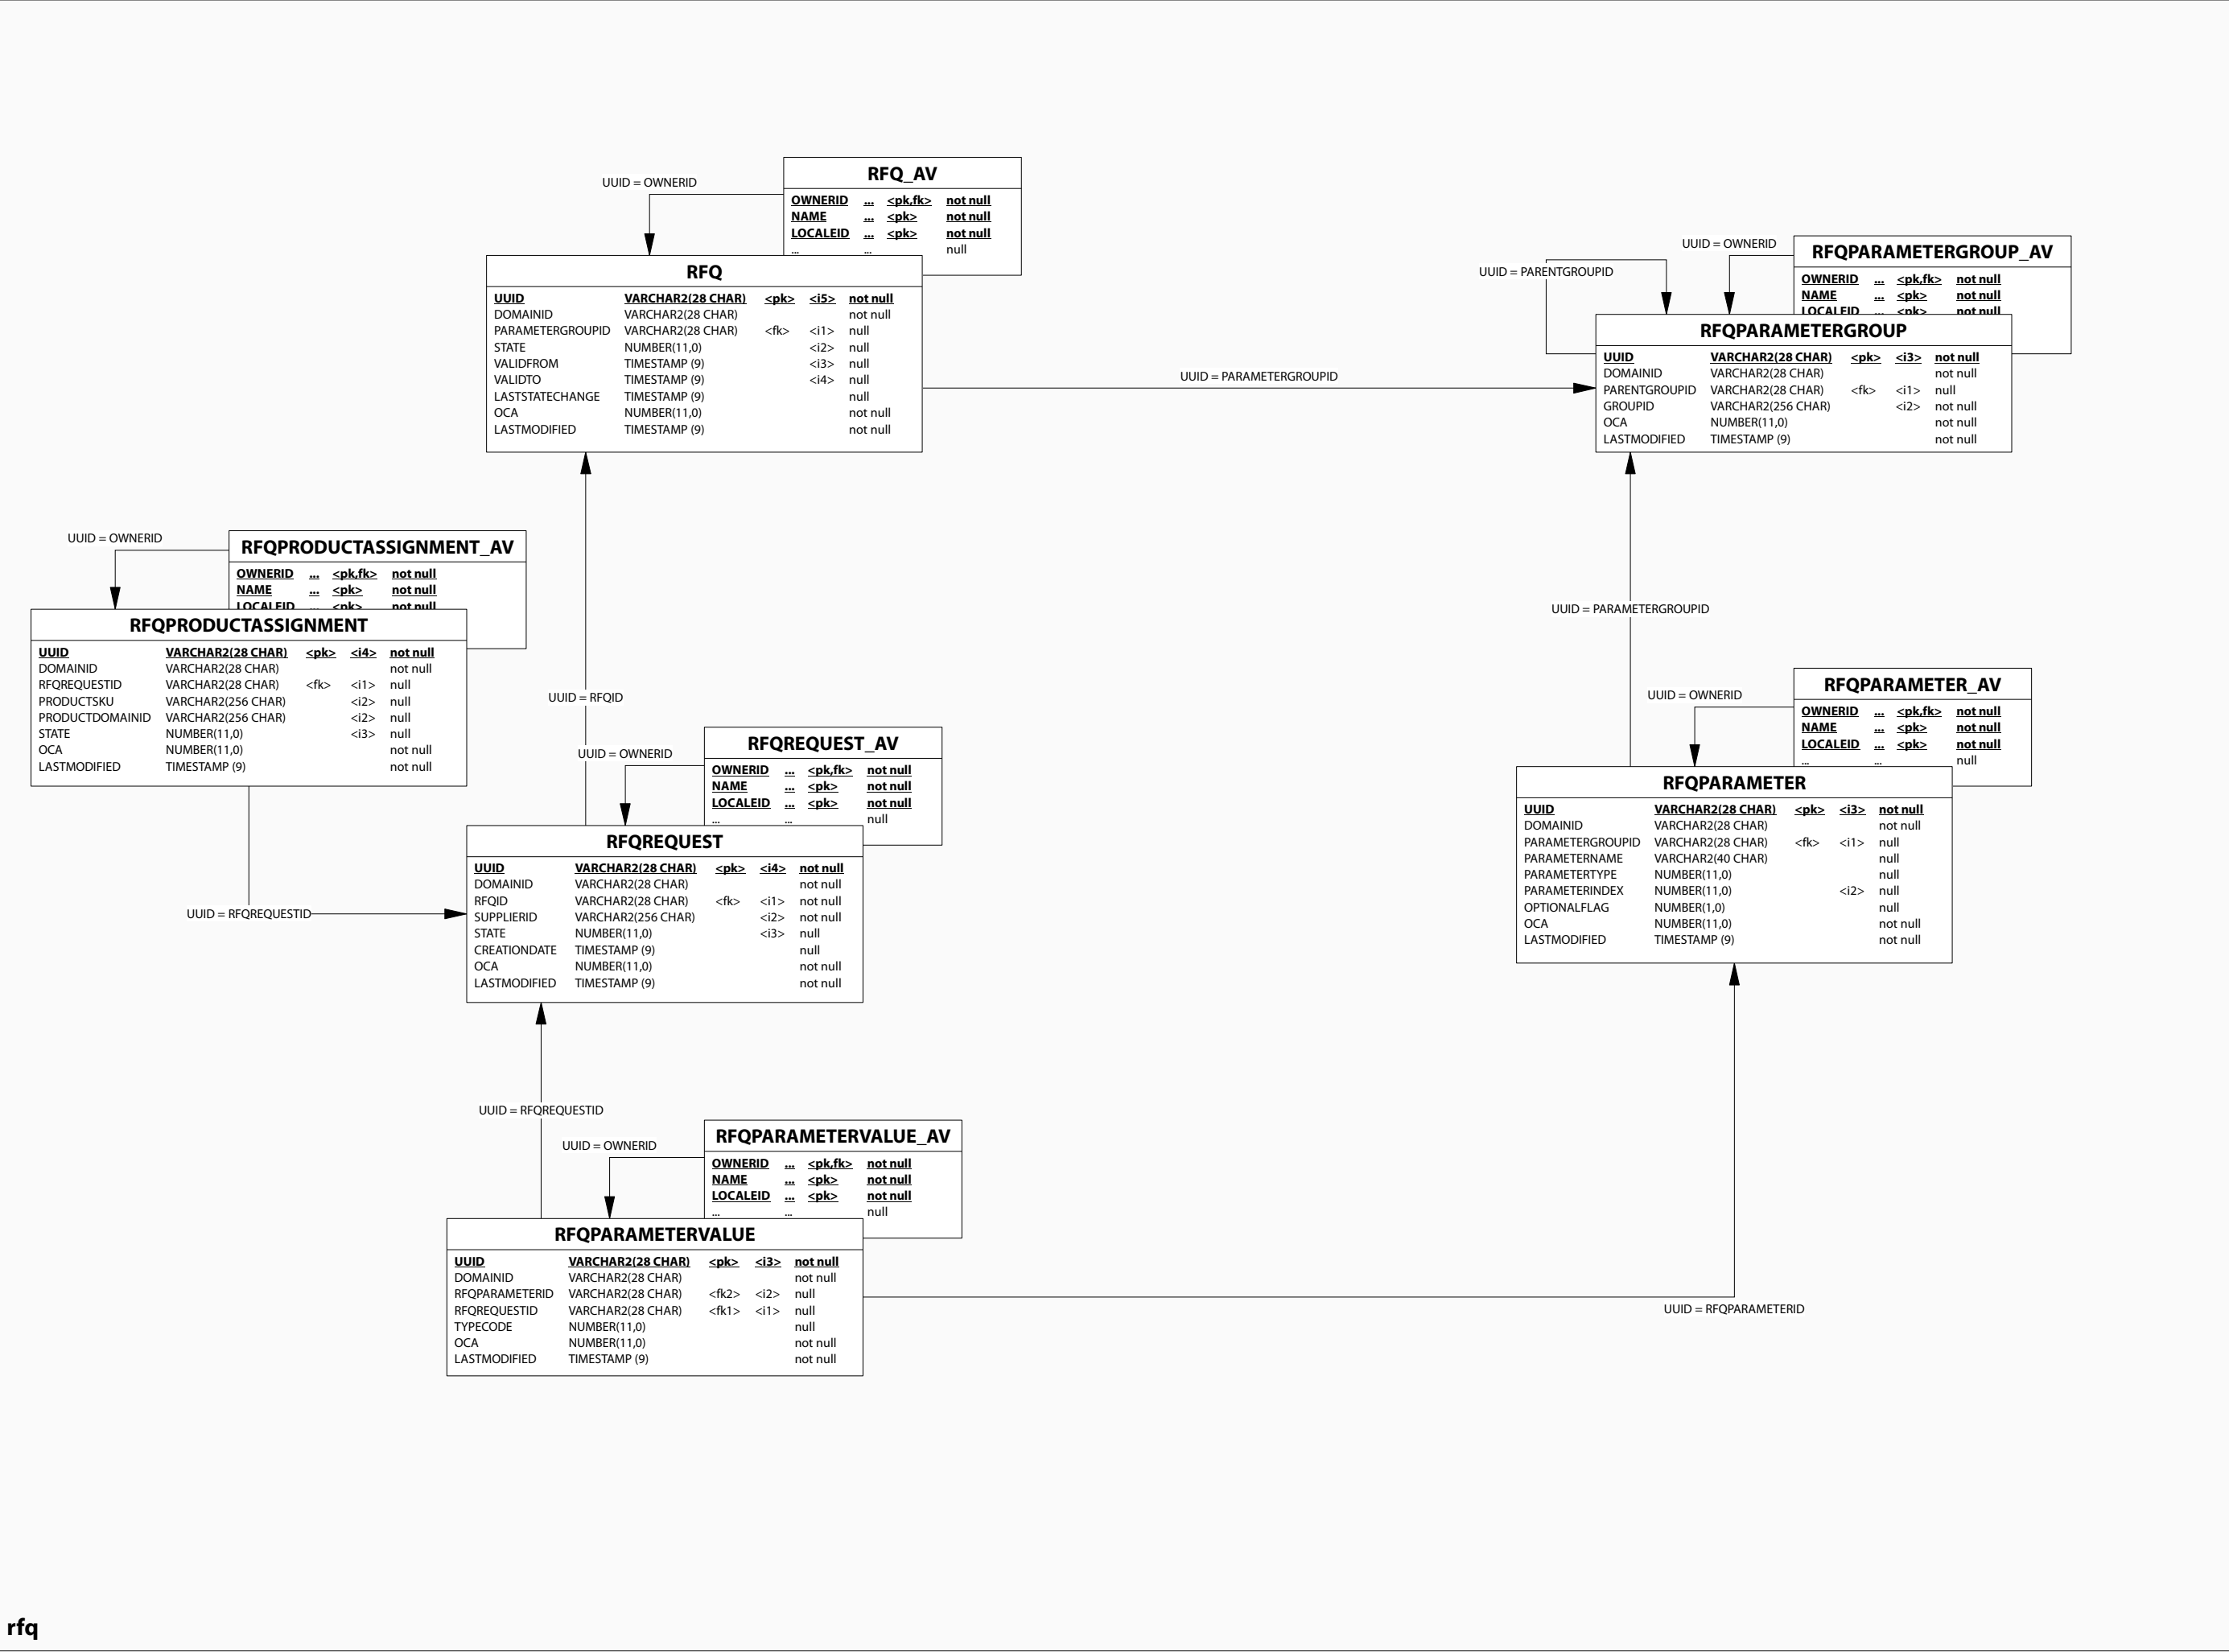 RFQ_AV
UUID = OWNERID
OWNERID ... <pk,fk> not null
NAME ... <pk> not null
LOCALEID ... <pk> not null
... ... null
RFQ
UUID VARCHAR2(28 CHAR) <pk> <i5> not null
DOMAINID VARCHAR2(28 CHAR) not null
PARAMETERGROUPID VARCHAR2(28 CHAR) <fk> <i1> null
STATE NUMBER(11,0) <i2> null
VALIDFROM TIMESTAMP (9) <i3> null
VALIDTO TIMESTAMP (9) <i4> null
LASTSTATECHANGE TIMESTAMP (9) null
OCA NUMBER(11,0) not null
LASTMODIFIED TIMESTAMP (9) not null
UUID = PARAMETERGROUPID
RFQPARAMETERGROUP_AV
UUID = OWNERID
UUID = PARENTGROUPID
OWNERID ... <pk,fk> not null
NAME ... <pk> not null
LOCALEID ... <pk> not null
RFQPARAMETERGROUP
UUID VARCHAR2(28 CHAR) <pk> <i3> not null
DOMAINID VARCHAR2(28 CHAR) not null
PARENTGROUPID VARCHAR2(28 CHAR) <fk> <i1> null
GROUPID VARCHAR2(256 CHAR) <i2> not null
OCA NUMBER(11,0) not null
LASTMODIFIED TIMESTAMP (9) not null
UUID = OWNERID
RFQPRODUCTASSIGNMENT_AV
OWNERID ... <pk,fk> not null
NAME ... <pk> not null
LOCALEID ... <pk> not null
RFQPRODUCTASSIGNMENT
UUID VARCHAR2(28 CHAR) <pk> <i4> not null
DOMAINID VARCHAR2(28 CHAR) not null
RFQREQUESTID VARCHAR2(28 CHAR) <fk> <i1> null
PRODUCTSKU VARCHAR2(256 CHAR) <i2> null
PRODUCTDOMAINID VARCHAR2(256 CHAR) <i2> null
STATE NUMBER(11,0) <i3> null
OCA NUMBER(11,0) not null
LASTMODIFIED TIMESTAMP (9) not null
UUID = RFQREQUESTID
UUID = RFQID
UUID = OWNERID
RFQREQUEST_AV
OWNERID ... <pk,fk> not null
NAME ... <pk> not null
LOCALEID ... <pk> not null
... ... null
RFQREQUEST
UUID VARCHAR2(28 CHAR) <pk> <i4> not null
DOMAINID VARCHAR2(28 CHAR) not null
RFQID VARCHAR2(28 CHAR) <fk> <i1> not null
SUPPLIERID VARCHAR2(256 CHAR) <i2> not null
STATE NUMBER(11,0) <i3> null
CREATIONDATE TIMESTAMP (9) null
OCA NUMBER(11,0) not null
LASTMODIFIED TIMESTAMP (9) not null
UUID = PARAMETERGROUPID
UUID = OWNERID
RFQPARAMETER_AV
OWNERID ... <pk,fk> not null
NAME ... <pk> not null
LOCALEID ... <pk> not null
... ... null
RFQPARAMETER
UUID VARCHAR2(28 CHAR) <pk> <i3> not null
DOMAINID VARCHAR2(28 CHAR) not null
PARAMETERGROUPID VARCHAR2(28 CHAR) <fk> <i1> null
PARAMETERNAME VARCHAR2(40 CHAR) null
PARAMETERTYPE NUMBER(11,0) null
PARAMETERINDEX NUMBER(11,0) <i2> null
OPTIONALFLAG NUMBER(1,0) null
OCA NUMBER(11,0) not null
LASTMODIFIED TIMESTAMP (9) not null
UUID = RFQREQUESTID
UUID = OWNERID
RFQPARAMETERVALUE_AV
OWNERID ... <pk,fk> not null
NAME ... <pk> not null
LOCALEID ... <pk> not null
... ... null
RFQPARAMETERVALUE
UUID VARCHAR2(28 CHAR) <pk> <i3> not null
DOMAINID VARCHAR2(28 CHAR) not null
RFQPARAMETERID VARCHAR2(28 CHAR) <fk2> <i2> null
RFQREQUESTID VARCHAR2(28 CHAR) <fk1> <i1> null
TYPECODE NUMBER(11,0) null
OCA NUMBER(11,0) not null
LASTMODIFIED TIMESTAMP (9) not null
UUID = RFQPARAMETERID
rfq